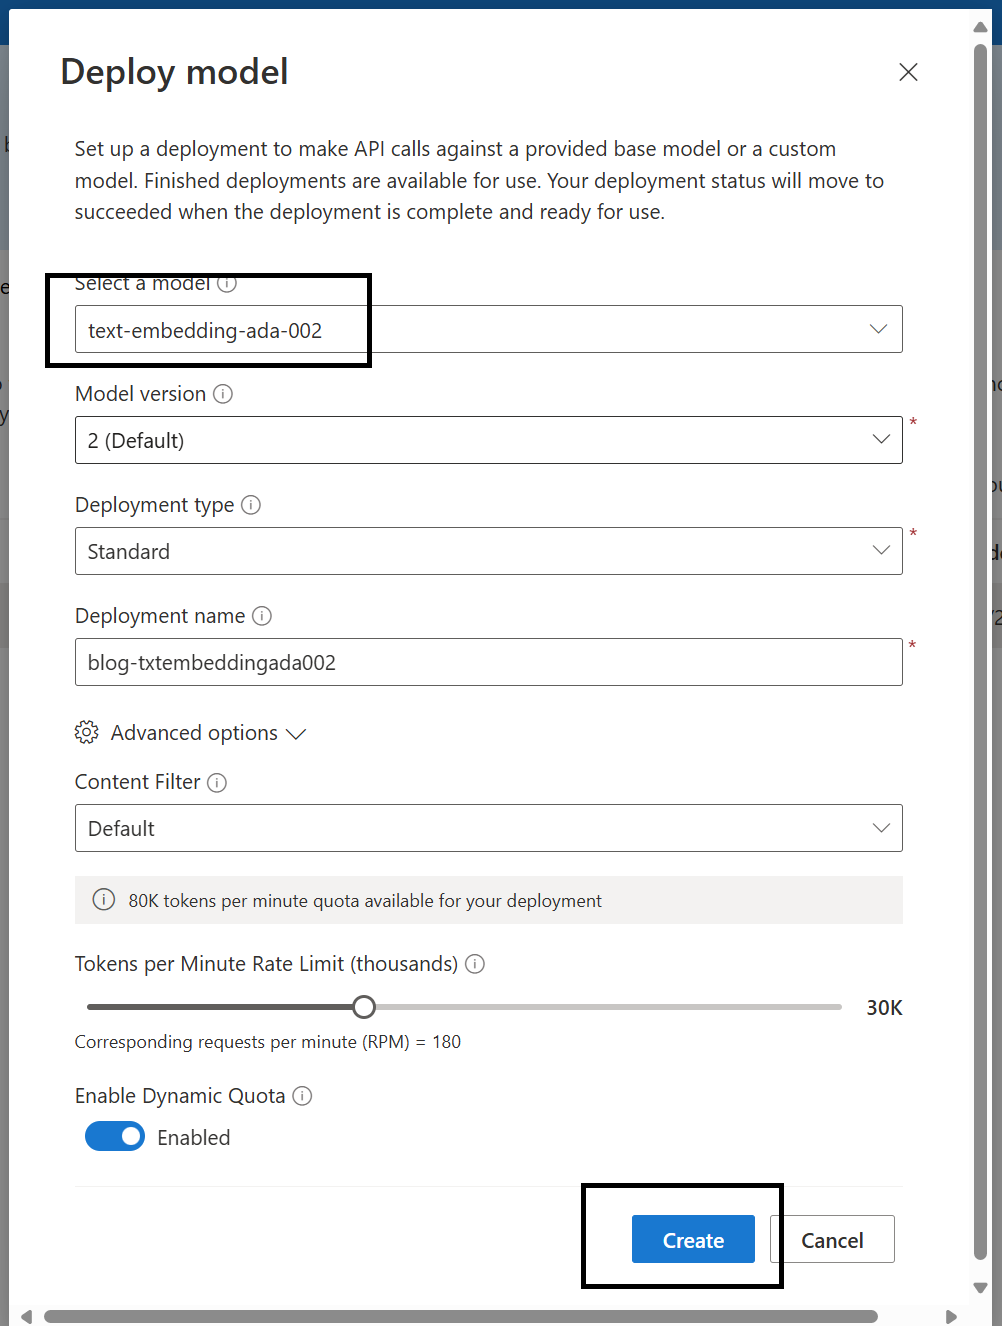 Deploy model
Set up a deployment to make API calls against a provided base model or a custom
model. Finished deployments are available for use. Your deployment status will move to
succeeded when the deployment is complete and ready for use.
Select a model
text-embedding-ada-002
Model version
2 (Default)
*
Deployment type
Standard
*
Deployment name
blog-txtembeddingada002
*
Advanced options
Content Filter
Default
80K tokens per minute quota available for your deployment
Tokens per Minute Rate Limit (thousands)
30K
Corresponding requests per minute (RPM) = 180
Enable Dynamic Quota
Enabled
Create
Cancel